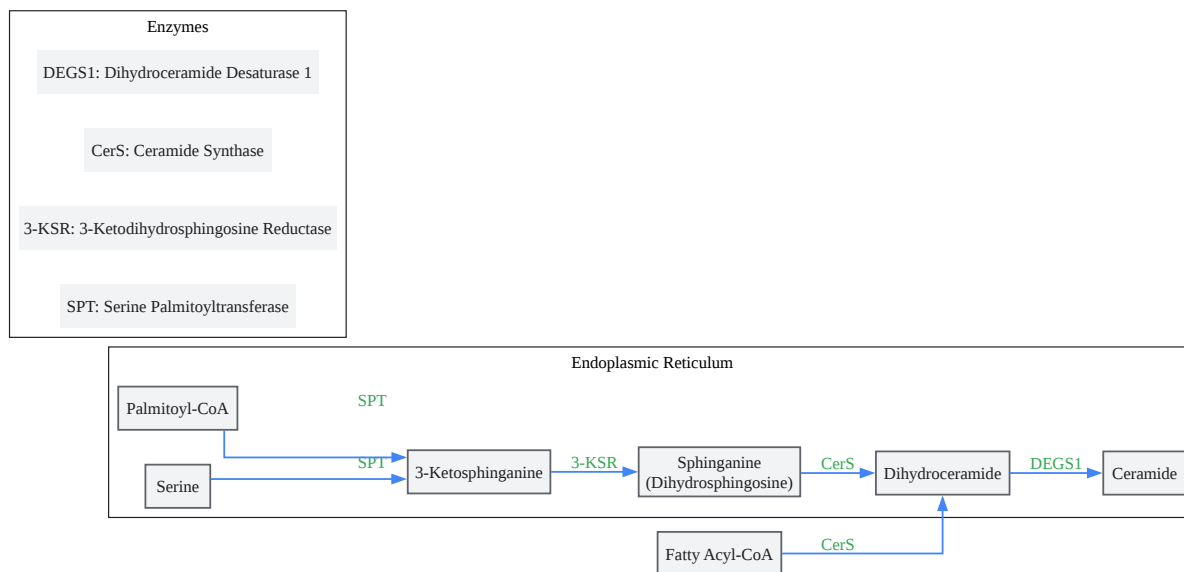 Enzymes
DEGS1: Dihydroceramide Desaturase 1
CerS: Ceramide Synthase
3-KSR: 3-Ketodihydrosphingosine Reductase
SPT: Serine Palmitoyltransferase
Endoplasmic Reticulum
Palmitoyl-CoA
SPT
Serine
SPT
3-Ketosphinganine
3-KSR
Sphinganine
(Dihydrosphingosine)
CerS
Dihydroceramide
DEGS1
Ceramide
Fatty Acyl-CoA
CerS